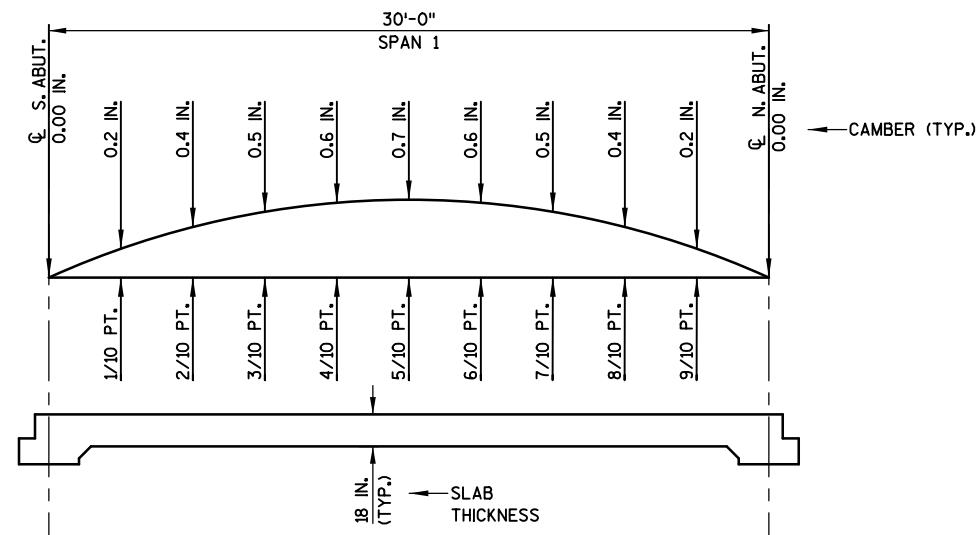 30'-0"
SPAN 1
℄ S. ABUT.
0.00 IN.
0.2 IN.
0.4 IN.
0.5 IN.
0.6 IN.
0.7 IN.
0.6 IN.
0.5 IN.
0.4 IN.
0.2 IN.
℄ N. ABUT.
0.00 IN.
CAMBER (TYP.)
1/10 PT.
2/10 PT.
3/10 PT.
4/10 PT.
5/10 PT.
6/10 PT.
7/10 PT.
8/10 PT.
9/10 PT.
18 IN.
(TYP.)
SLAB
THICKNESS